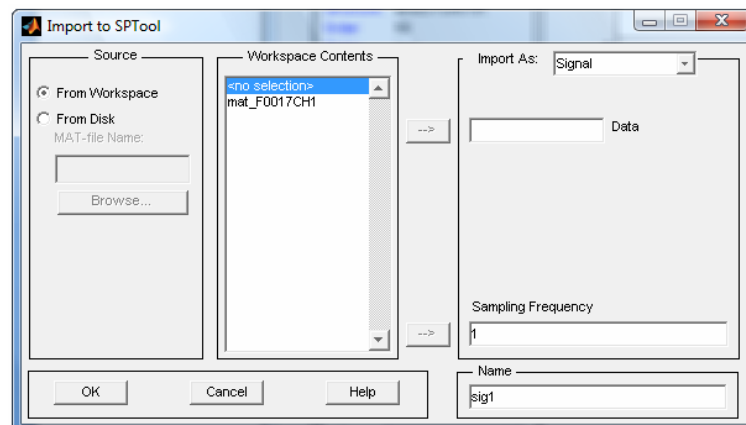 Import to SPTool
Source
From Workspace
From Disk
MAT-file Name:
Browse...
Workspace Contents
<no selection>
mat_F0017CH1
-->
-->
Import As:
Signal
Data
Sampling Frequency
1
Name
sig1
OK
Cancel
Help